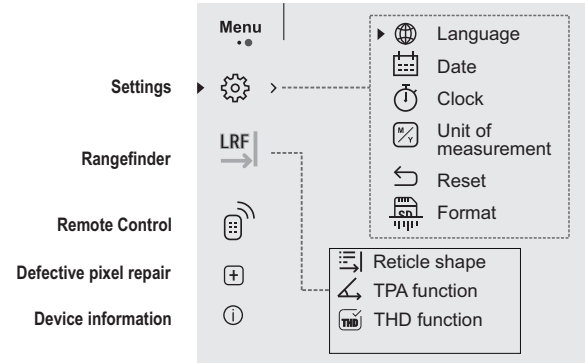 Menu
Settings
Rangefinder
Remote Control
Defective pixel repair
Device information
LRF
Language
Date
Clock
M/Y
Unit of
measurement
Reset
SD
Format
Reticle shape
TPA function
THD
THD function